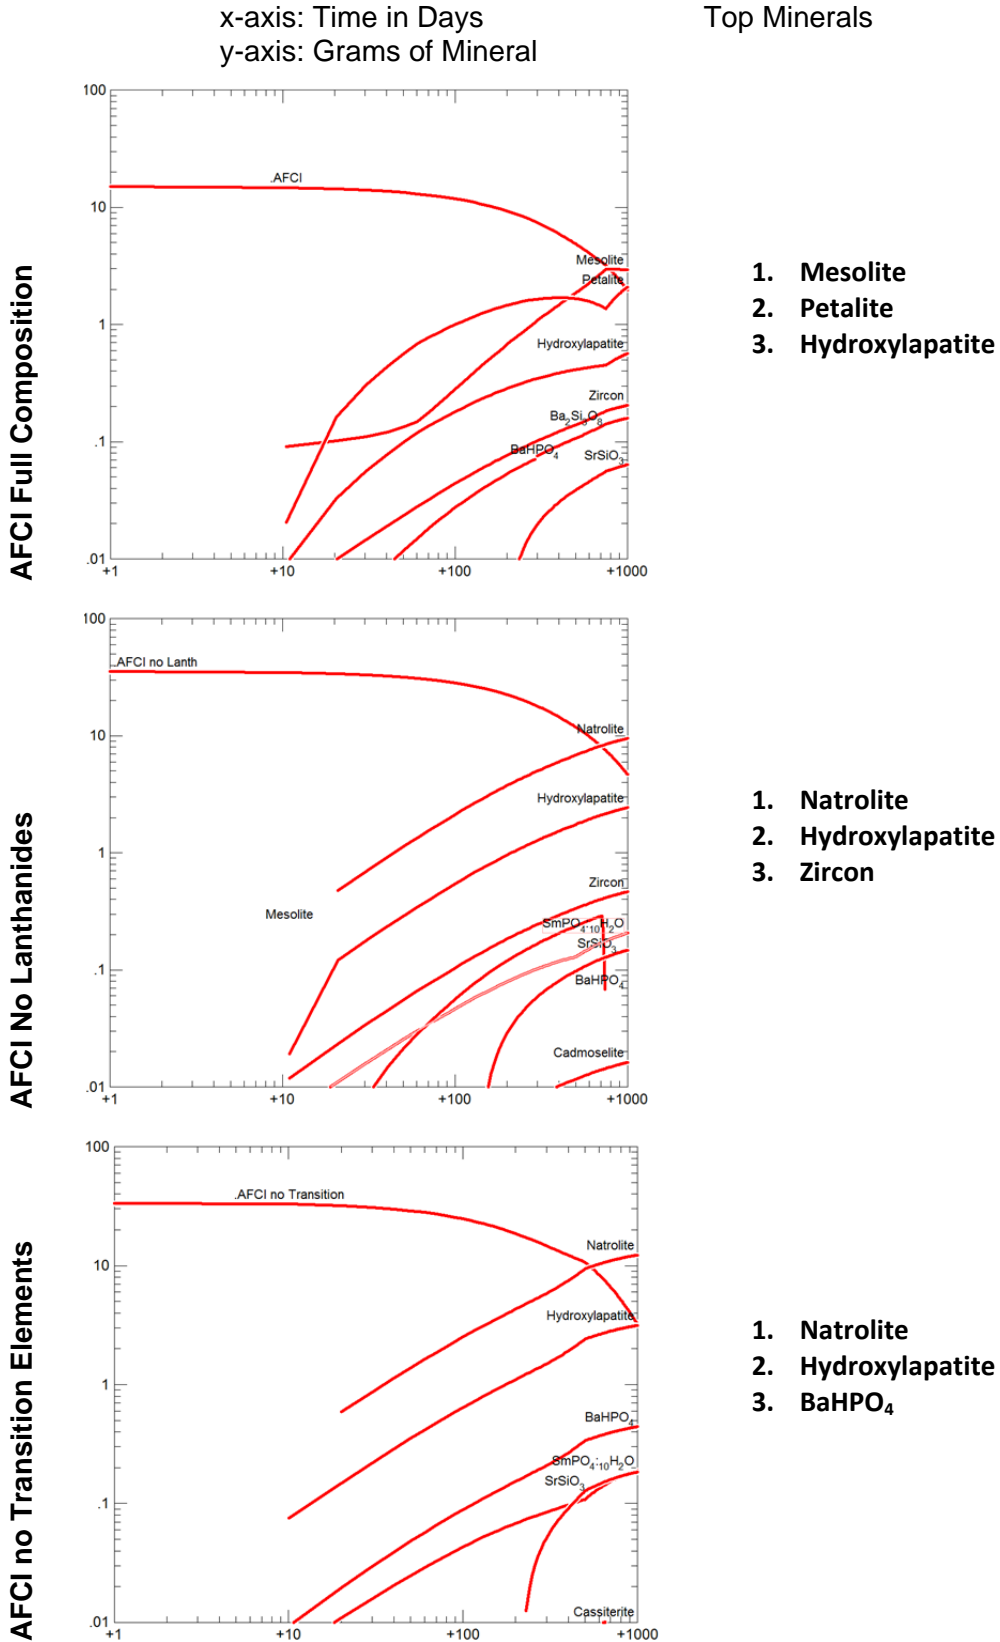 x-axis: Time in Days
y-axis: Grams of Mineral
Top Minerals
AFCI Full Composition
100
10
1
.1
.01
+1
+10
+100
+1000
.AFCI
Mesolite
Petalite
Hydroxylapatite
Zircon
Ba₂Si₃O₈
BaHPO₄
SrSiO₃
1. Mesolite
2. Petalite
3. Hydroxylapatite
AFCI No Lanthanides
100
10
1
.1
.01
+1
+10
+100
+1000
.AFCI no Lanth
Natrolite
Hydroxylapatite
Zircon
Mesolite
SmPO₄:₁₀H₂O
SrSiO₃
BaHPO₄
Cadmoselite
1. Natrolite
2. Hydroxylapatite
3. Zircon
AFCI no Transition Elements
100
10
1
.1
.01
+1
+10
+100
+1000
.AFCI no Transition
Natrolite
Hydroxylapatite
BaHPO₄
SmPO₄:₁₀H₂O
SrSiO₃
Cassiterite
1. Natrolite
2. Hydroxylapatite
3. BaHPO₄